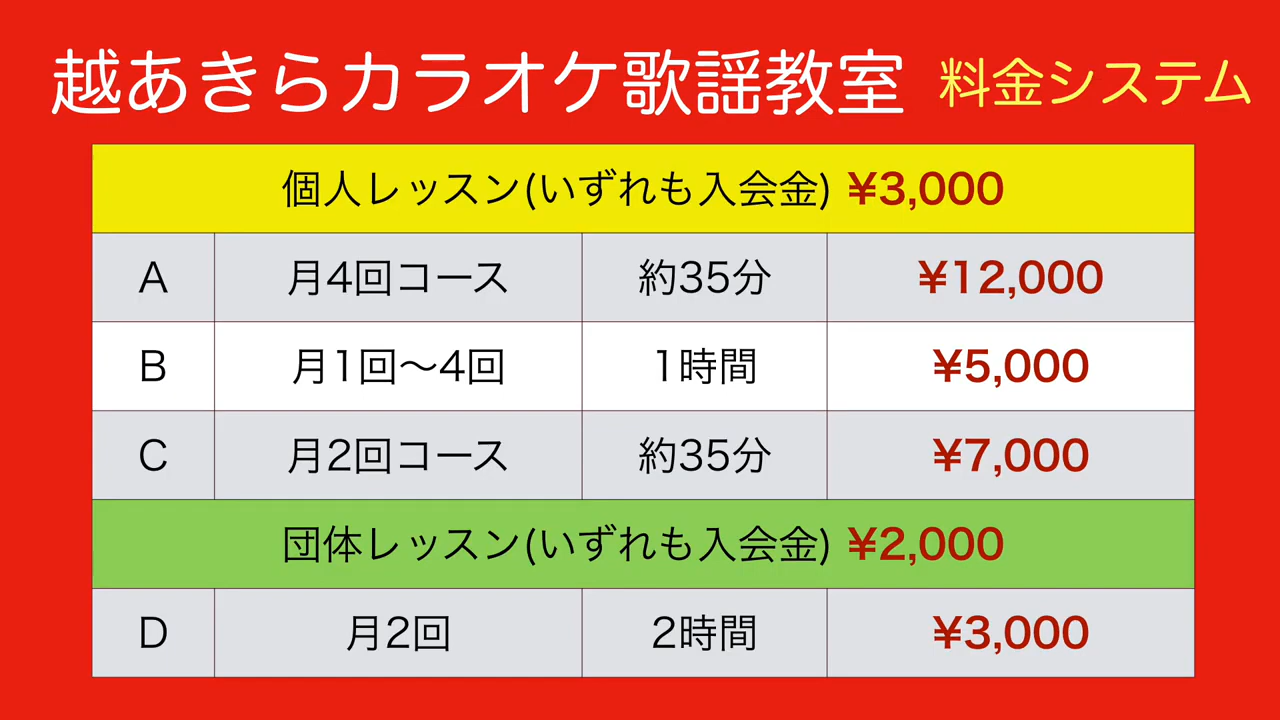 越あきらカラオケ歌謡教室 料金システム
個人レッスン(いずれも入会金) ¥3,000
A 月4回コース 約35分 ¥12,000
B 月1回〜4回 1時間 ¥5,000
C 月2回コース 約35分 ¥7,000
団体レッスン(いずれも入会金) ¥2,000
D 月2回 2時間 ¥3,000